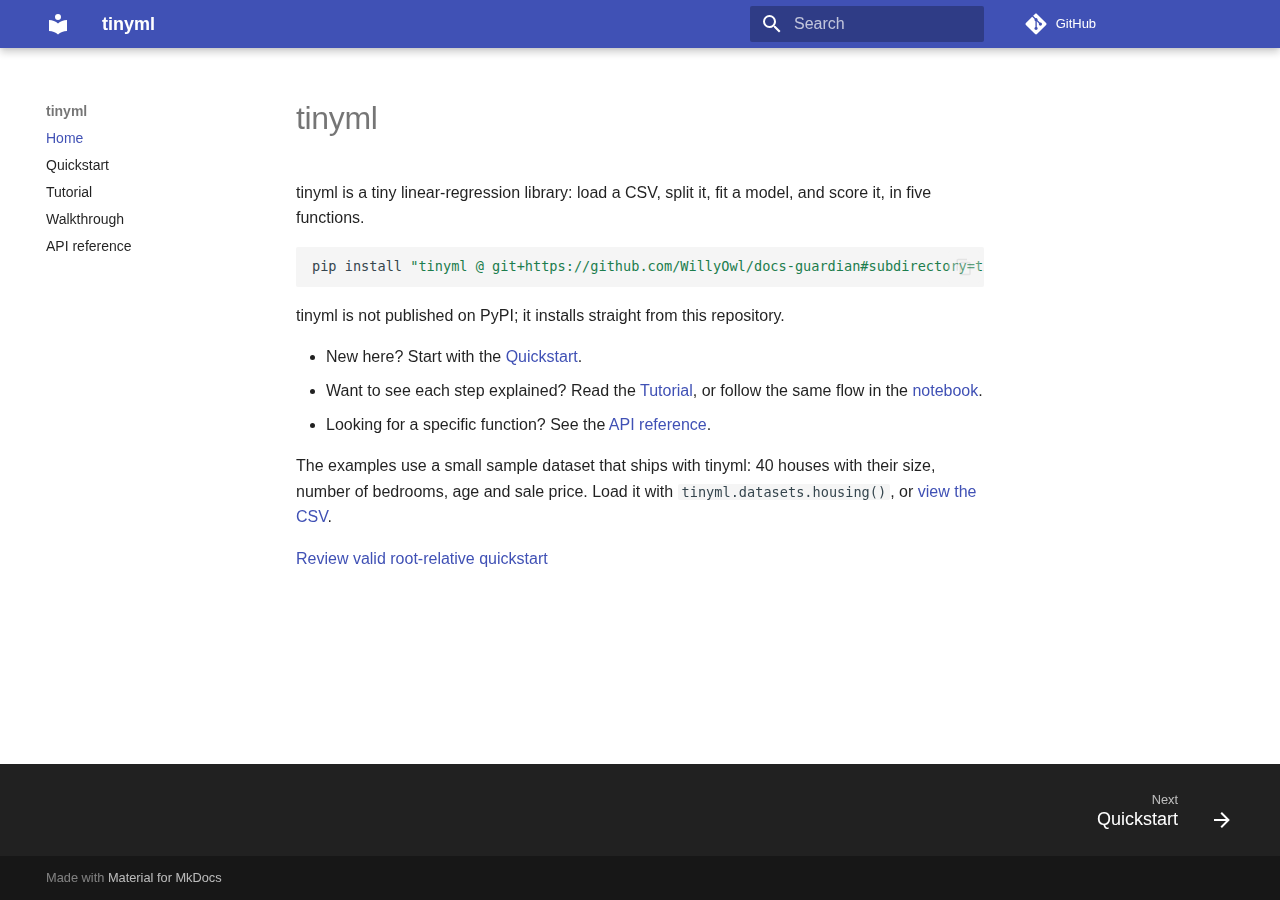 tinyml
Search
GitHub
tinyml
Home
Quickstart
Tutorial
Walkthrough
API reference
tinyml
tinyml is a tiny linear-regression library: load a CSV, split it, fit a model, and score it, in five
functions.
pip install "tinyml @ git+https://github.com/WillyOwl/docs-guardian#subdirectory=t
tinyml is not published on PyPI; it installs straight from this repository.
New here? Start with the Quickstart.
Want to see each step explained? Read the Tutorial, or follow the same flow in the notebook.
Looking for a specific function? See the API reference.
The examples use a small sample dataset that ships with tinyml: 40 houses with their size,
number of bedrooms, age and sale price. Load it with tinyml.datasets.housing(), or view the
CSV.
Review valid root-relative quickstart
Next
Quickstart
Made with Material for MkDocs